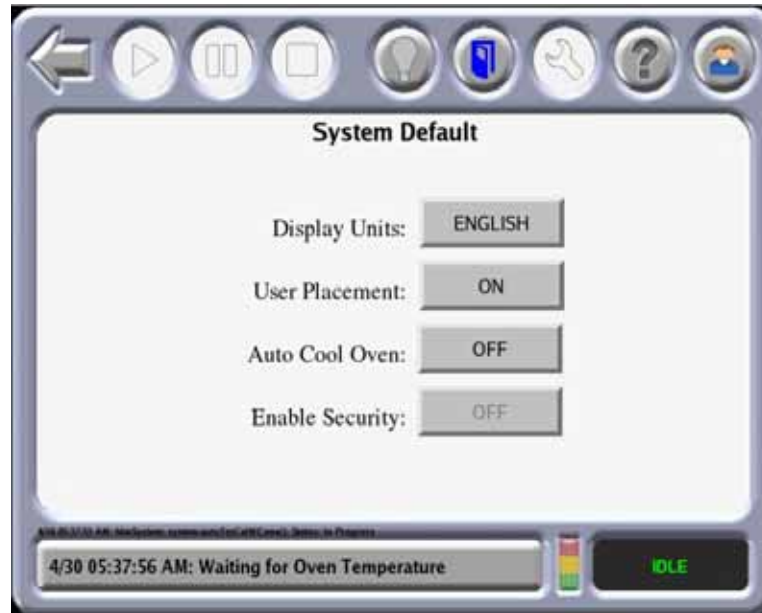 System Default
Display Units: ENGLISH
User Placement: ON
Auto Cool Oven: OFF
Enable Security: OFF
4/30 05:37:56 AM: Waiting for Oven Temperature
IDLE